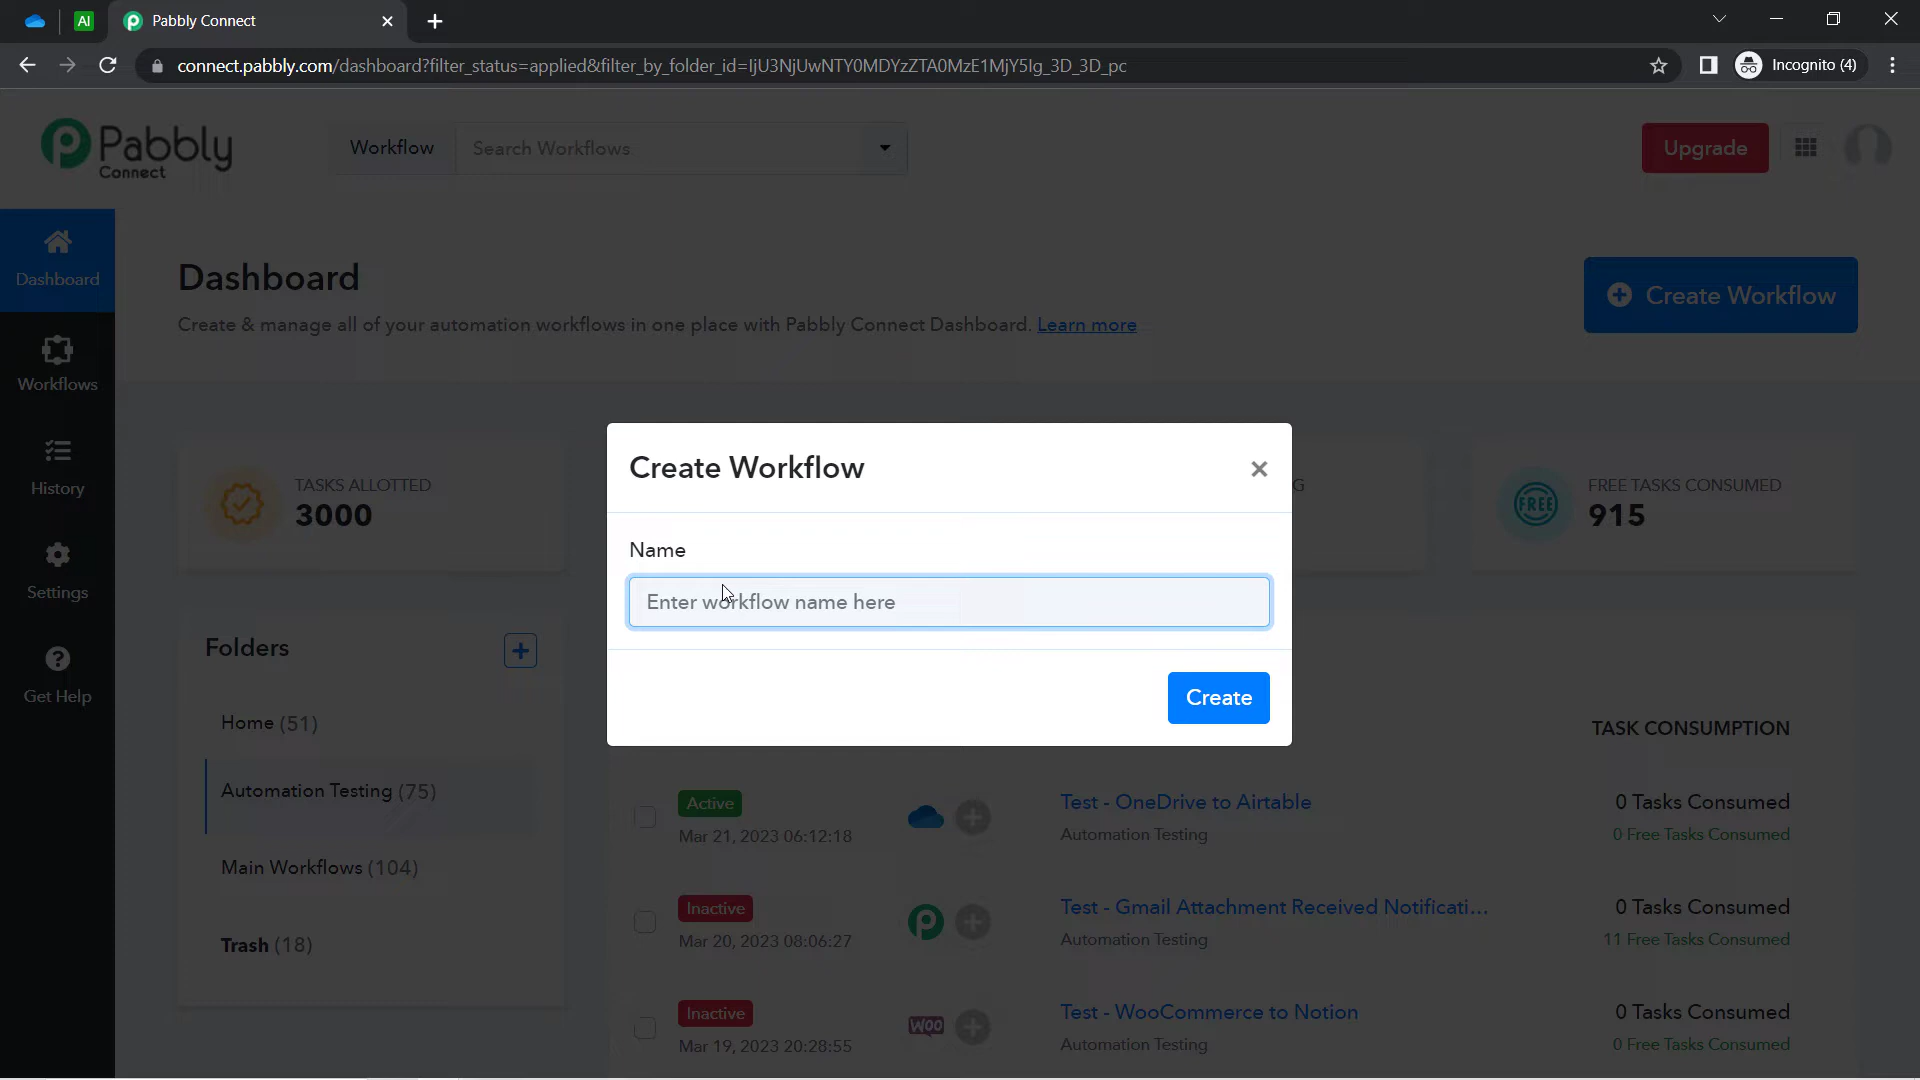 AI
Pabbly Connect
connect.pabbly.com/dashboard?filter_status=applied&filter_by_folder_id=IjU3NjUwNTY0MDYzZTA0MzE1MjY5Ig_3D_3D_pc
Incognito (4)
Pabbly
Connect
Workflow
Search Workflows
Upgrade
Dashboard
Workflows
History
Settings
Get Help
Dashboard
Create & manage all of your automation workflows in one place with Pabbly Connect Dashboard. Learn more
Create Workflow
TASKS ALLOTTED
3000
G
FREE
FREE TASKS CONSUMED
915
Create Workflow
Name
Enter workflow name here
Create
Folders
Home (51)
Automation Testing (75)
Main Workflows (104)
Trash (18)
TASK CONSUMPTION
Active
Mar 21, 2023 06:12:18
Test - OneDrive to Airtable
Automation Testing
0 Tasks Consumed
0 Free Tasks Consumed
Inactive
Mar 20, 2023 08:06:27
Test - Gmail Attachment Received Notificati...
Automation Testing
0 Tasks Consumed
11 Free Tasks Consumed
Inactive
Mar 19, 2023 20:28:55
WOO
Test - WooCommerce to Notion
Automation Testing
0 Tasks Consumed
0 Free Tasks Consumed